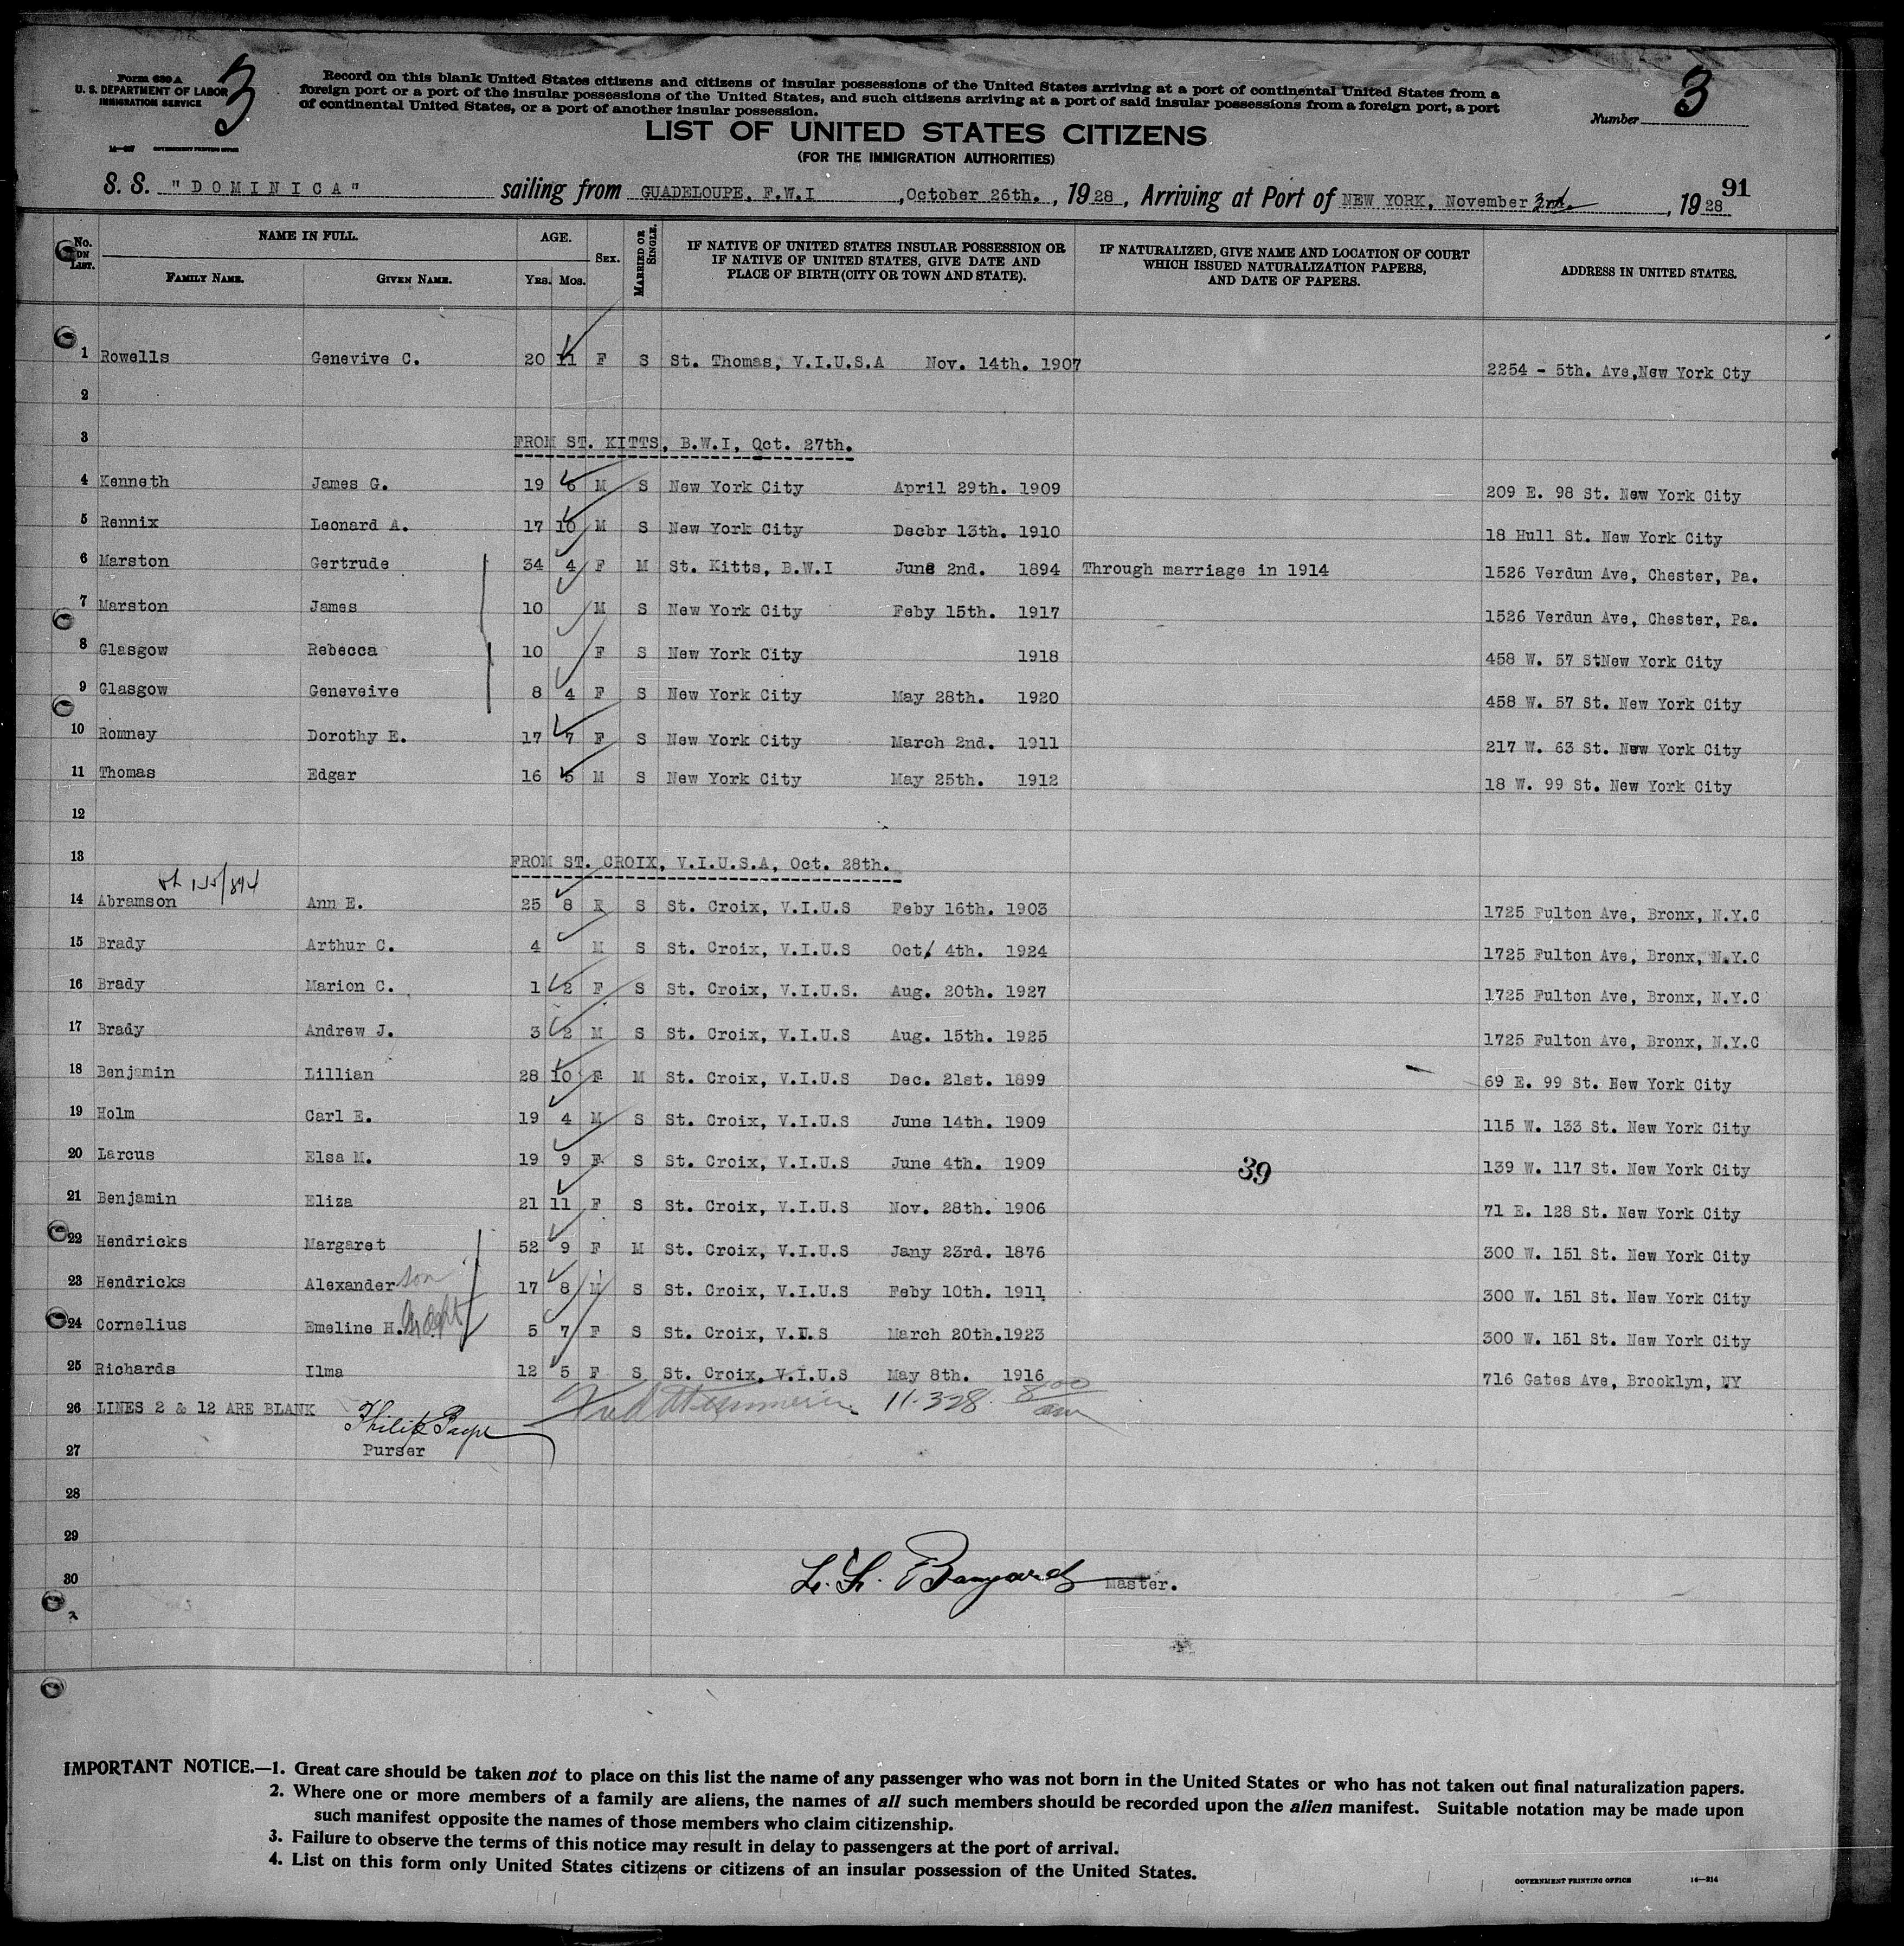 Form 630 A
U. S. DEPARTMENT OF LABOR
IMMIGRATION SERVICE
3
Record on this blank United States citizens and citizens of insular possessions of the United States arriving at a port of continental United States from a
foreign port or a port of the insular possessions of the United States, and such citizens arriving at a port of said insular possessions from a foreign port, a port
of continental United States, or a port of another insular possession.
Number 3
LIST OF UNITED STATES CITIZENS
(FOR THE IMMIGRATION AUTHORITIES)
GOVERNMENT PRINTING OFFICE
91
S. S. "DOMINICA" sailing from GUADELOUPE, F.W.I , October 26th. , 1928 , Arriving at Port of NEW YORK, November 3rd. , 1928
No. ON LIST. NAME IN FULL. AGE. SEX. MARRIED OR SINGLE. IF NATIVE OF UNITED STATES INSULAR POSSESSION OR IF NATIVE OF UNITED STATES, GIVE DATE AND PLACE OF BIRTH (CITY OR TOWN AND STATE). IF NATURALIZED, GIVE NAME AND LOCATION OF COURT WHICH ISSUED NATURALIZATION PAPERS, AND DATE OF PAPERS. ADDRESS IN UNITED STATES.
FAMILY NAME. GIVEN NAME. YRS. MOS.
1 Rowells Genevive C. 20 11 F S St. Thomas, V.I.U.S.A Nov. 14th. 1907 2254 - 5th. Ave,New York Cty
2
3 FROM ST. KITTS, B.W.I, Oct. 27th.
4 Kenneth James G. 19 6 M S New York City April 29th. 1909 209 E. 98 St. New York City
5 Rennix Leonard A. 17 10 M S New York City Decbr 13th. 1910 18 Hull St. New York City
6 Marston Gertrude 34 4 F M St. Kitts, B.W.I June 2nd. 1894 Through marriage in 1914 1526 Verdun Ave, Chester, Pa.
7 Marston James 10 M S New York City Feby 15th. 1917 1526 Verdun Ave, Chester, Pa.
8 Glasgow Rebecca 10 F S New York City 1918 458 W. 57 St.New York City
9 Glasgow Geneveive 8 4 F S New York City May 28th. 1920 458 W. 57 St. New York City
10 Romney Dorothy E. 17 7 F S New York City March 2nd. 1911 217 W. 63 St. New York City
11 Thomas Edgar 16 5 M S New York City May 25th. 1912 18 W. 99 St. New York City
12
13 FROM ST. CROIX, V.I.U.S.A, Oct. 28th.
14 Abramson Ann E. 25 8 F S St. Croix, V.I.U.S Feby 16th. 1903 1725 Fulton Ave, Bronx, N.Y.C
15 Brady Arthur C. 4 M S St. Croix, V.I.U.S Oct/ 4th. 1924 1725 Fulton Ave, Bronx, N.Y.C
16 Brady Marion C. 1 2 F S St. Croix, V.I.U.S. Aug. 20th. 1927 1725 Fulton Ave, Bronx, N.Y.C
17 Brady Andrew J. 3 2 M S St. Croix, V.I.U.S Aug. 15th. 1925 1725 Fulton Ave, Bronx, N.Y.C
18 Benjamin Lillian 28 10 F M St. Croix, V.I.U.S Dec. 21st. 1899 69 E. 99 St. New York City
19 Holm Carl E. 19 4 M S St. Croix, V.I.U.S June 14th. 1909 115 W. 133 St. New York City
20 Larcus Elsa M. 19 9 F S St. Croix, V.I.U.S June 4th. 1909 39 139 W. 117 St. New York City
21 Benjamin Eliza 21 11 F S St. Croix, V.I.U.S Nov. 28th. 1906 71 E. 128 St. New York City
22 Hendricks Margaret 52 9 F M St. Croix, V.I.U.S Jany 23rd. 1876 300 W. 151 St. New York City
23 Hendricks Alexander son 17 8 M S St. Croix, V.I.U.S Feby 10th. 1911 300 W. 151 St. New York City
24 Cornelius Emeline H. 5 7 F S St. Croix, V.I.S March 20th.1923 300 W. 151 St. New York City
25 Richards Ilma 12 5 F S St. Croix, V.I.U.S May 8th. 1916 716 Gates Ave, Brooklyn, NY
26 LINES 2 & 12 ARE BLANK 11-3-28 8 00 am
27 Purser
28
29
30 Master.
IMPORTANT NOTICE.—1. Great care should be taken not to place on this list the name of any passenger who was not born in the United States or who has not taken out final naturalization papers.
2. Where one or more members of a family are aliens, the names of all such members should be recorded upon the alien manifest. Suitable notation may be made upon
such manifest opposite the names of those members who claim citizenship.
3. Failure to observe the terms of this notice may result in delay to passengers at the port of arrival.
4. List on this form only United States citizens or citizens of an insular possession of the United States.
GOVERNMENT PRINTING OFFICE 14—214